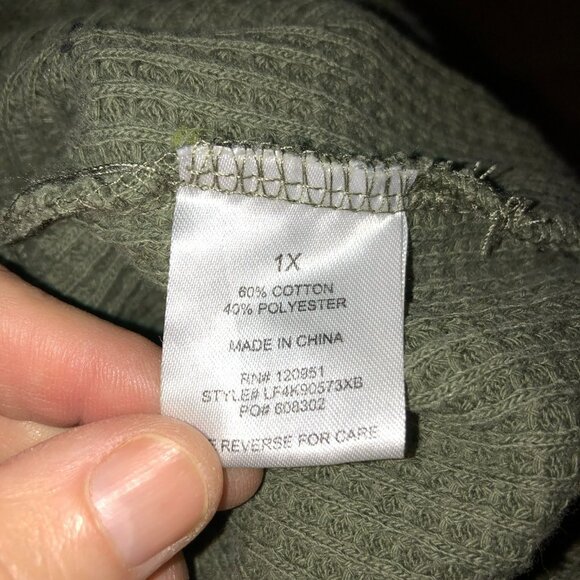 1X
60% COTTON
40% POLYESTER
MADE IN CHINA
RN# 120951
STYLE# LF4K90573XB
PO# 608302
REVERSE FOR CARE